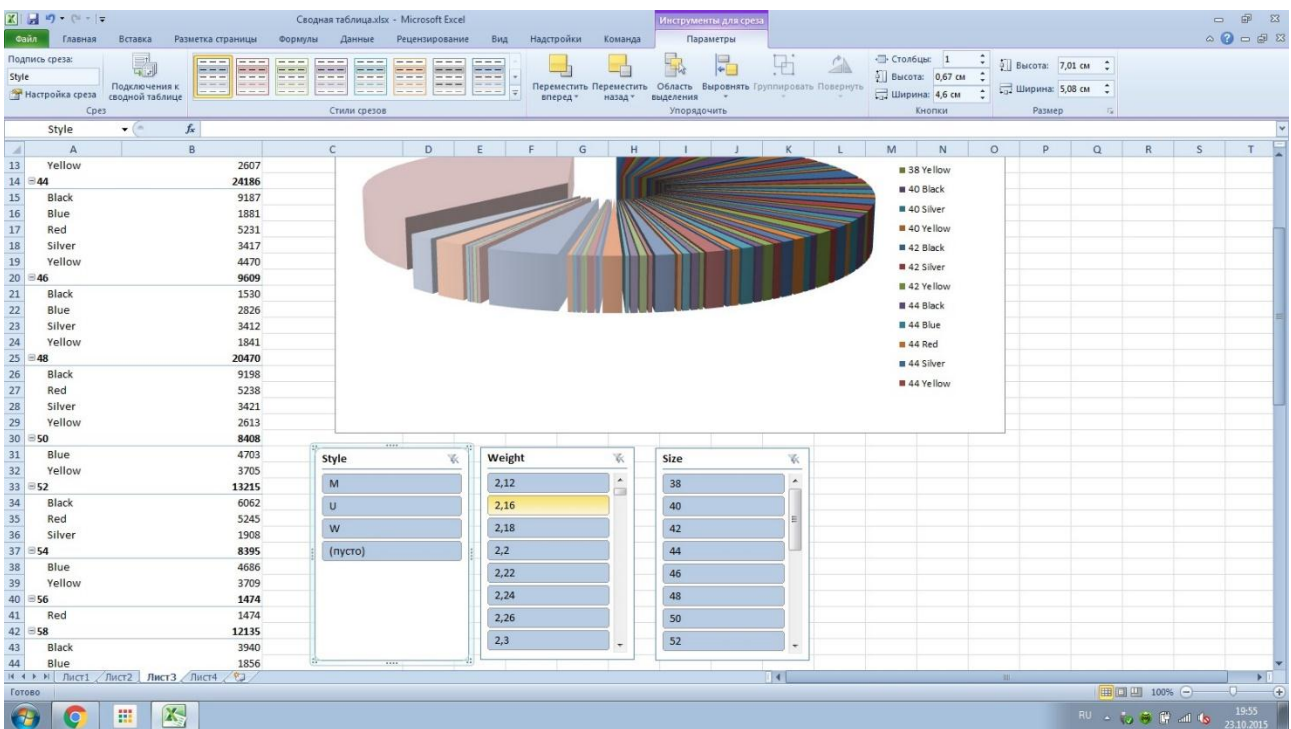 Сводная таблица.xlsx - Microsoft Excel
Инструменты для среза
Файл Главная Вставка Разметка страницы Формулы Данные Рецензирование Вид Надстройки Команда Параметры
Подпись среза:
Style
Настройка среза
Подключения к сводной таблице
Срез
Стили срезов
Переместить вперед
Переместить назад
Область выделения
Выровнять
Группировать
Повернуть
Упорядочить
Столбцы: 1
Высота: 0,67 см
Ширина: 4,6 см
Кнопки
Высота: 7,01 см
Ширина: 5,08 см
Размер
Style fx
A B C D E F G H I J K L M N O P Q R S T
13 Yellow 2607
14 44 24186
15 Black 9187
16 Blue 1881
17 Red 5231
18 Silver 3417
19 Yellow 4470
20 46 9609
21 Black 1530
22 Blue 2826
23 Silver 3412
24 Yellow 1841
25 48 20470
26 Black 9198
27 Red 5238
28 Silver 3421
29 Yellow 2613
30 50 8408
31 Blue 4703
32 Yellow 3705
33 52 13215
34 Black 6062
35 Red 5245
36 Silver 1908
37 54 8395
38 Blue 4686
39 Yellow 3709
40 56 1474
41 Red 1474
42 58 12135
43 Black 3940
44 Blue 1856
38 Yellow
40 Black
40 Silver
40 Yellow
42 Black
42 Silver
42 Yellow
44 Black
44 Blue
44 Red
44 Silver
44 Yellow
Style
M
U
W
(пусто)
Weight
2,12
2,16
2,18
2,2
2,22
2,24
2,26
2,3
Size
38
40
42
44
46
48
50
52
Лист1 Лист2 Лист3 Лист4
Готово
100%
RU
19:55
23.10.2015